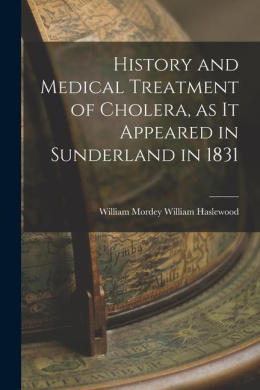 History and
Medical Treatment
of Cholera, as It
Appeared in
Sunderland in 1831
William Mordey William Haslewood